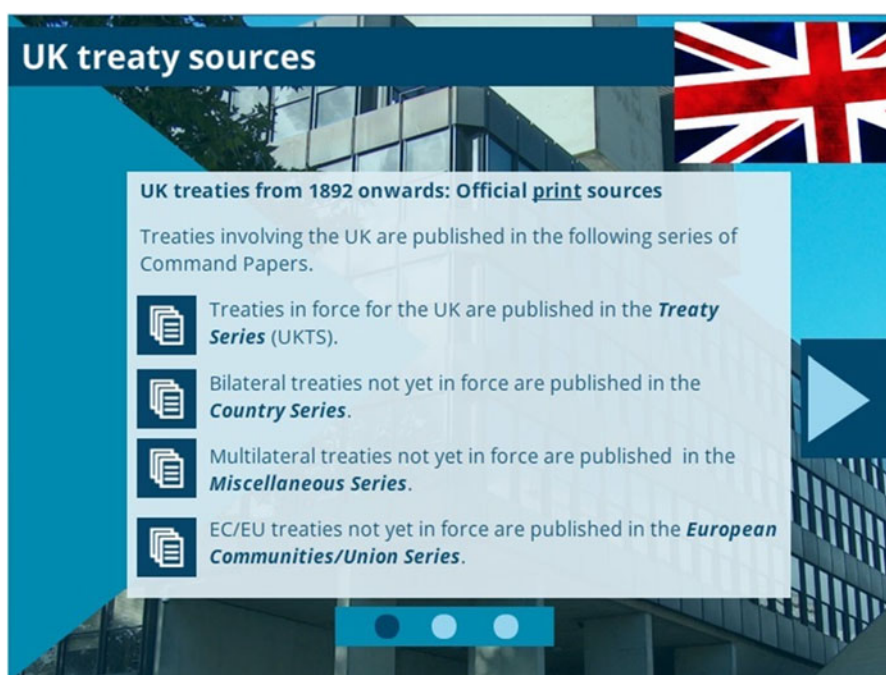 UK treaty sources
UK treaties from 1892 onwards: Official print sources
Treaties involving the UK are published in the following series of
Command Papers.
Treaties in force for the UK are published in the Treaty
Series (UKTS).
Bilateral treaties not yet in force are published in the
Country Series.
Multilateral treaties not yet in force are published  in the
Miscellaneous Series.
EC/EU treaties not yet in force are published in the European
Communities/Union Series.